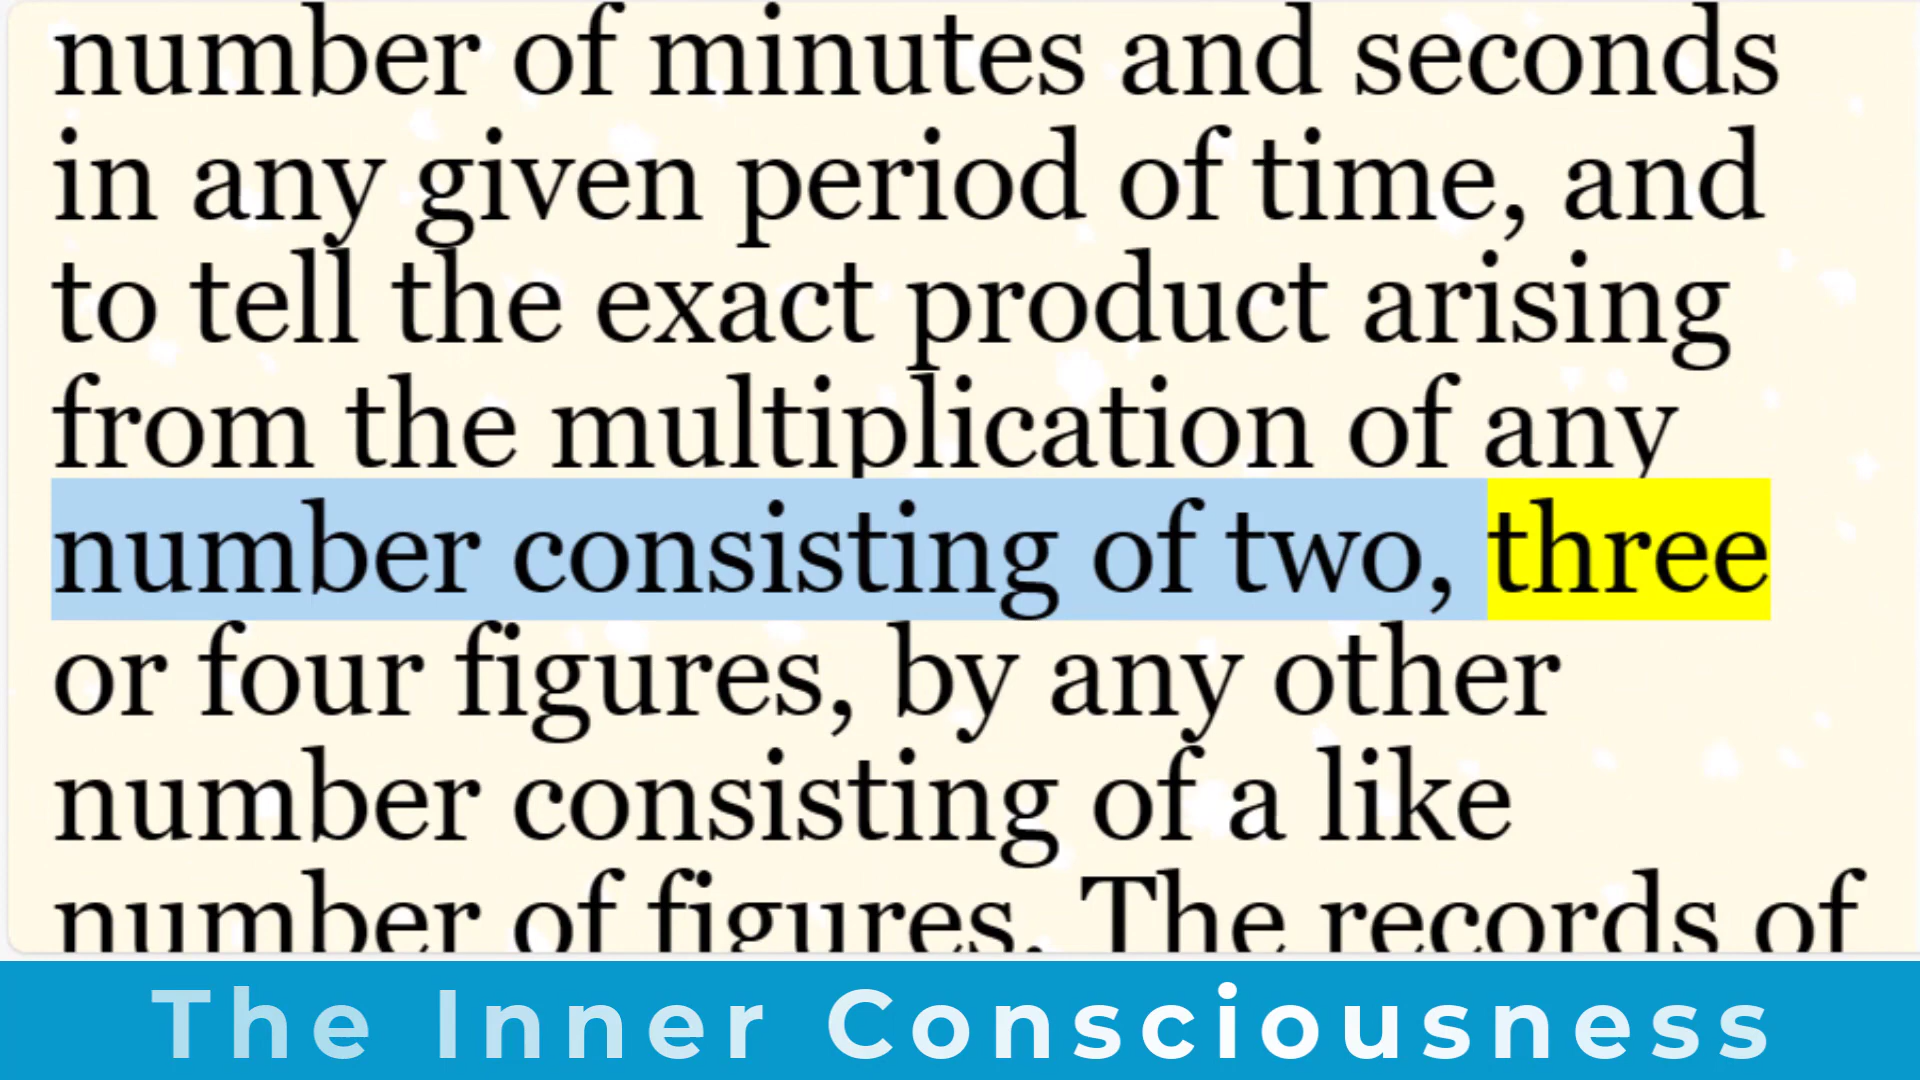 number of minutes and seconds
in any given period of time, and
to tell the exact product arising
from the multiplication of any
number consisting of two, three
or four figures, by any other
number consisting of a like
number of figures. The records of
The Inner Consciousness